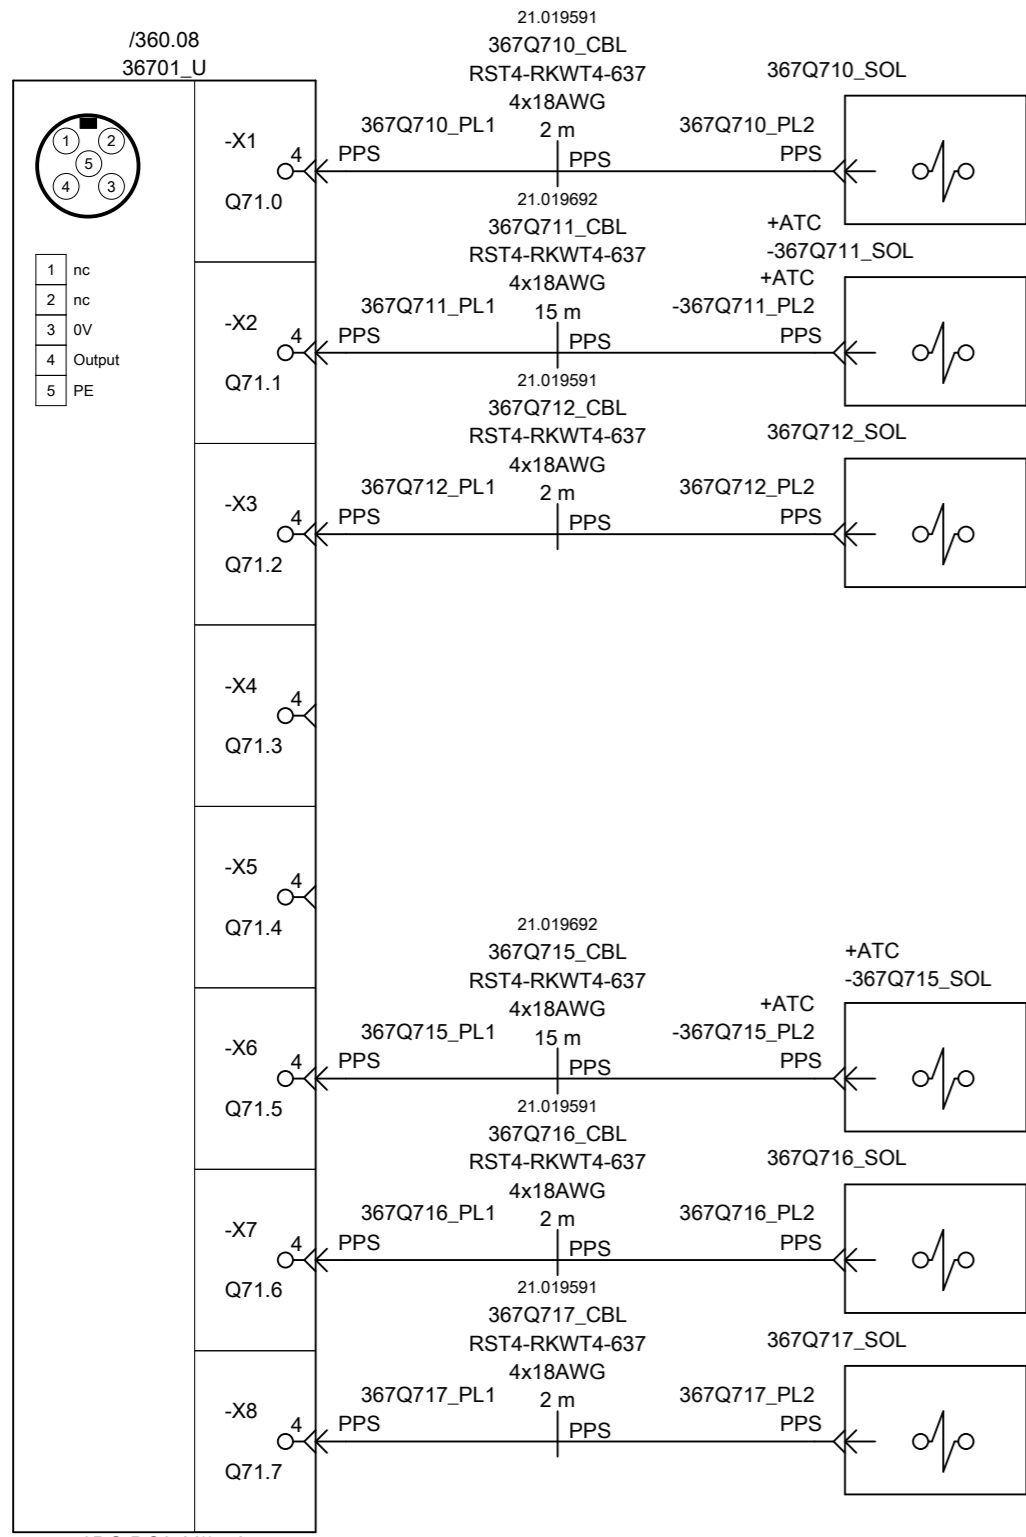 /360.08
36701_U
1
2
5
4
3
1 nc
2 nc
3 0V
4 Output
5 PE
-X1
4
Q71.0
21.019591
367Q710_CBL
RST4-RKWT4-637
4x18AWG
2 m
367Q710_PL1
PPS
PPS
367Q710_PL2
PPS
367Q710_SOL
-X2
4
Q71.1
21.019692
367Q711_CBL
RST4-RKWT4-637
4x18AWG
15 m
367Q711_PL1
PPS
PPS
+ATC
-367Q711_PL2
PPS
+ATC
-367Q711_SOL
-X3
4
Q71.2
21.019591
367Q712_CBL
RST4-RKWT4-637
4x18AWG
2 m
367Q712_PL1
PPS
PPS
367Q712_PL2
PPS
367Q712_SOL
-X4
4
Q71.3
-X5
4
Q71.4
-X6
4
Q71.5
21.019692
367Q715_CBL
RST4-RKWT4-637
4x18AWG
15 m
367Q715_PL1
PPS
PPS
+ATC
-367Q715_PL2
PPS
+ATC
-367Q715_SOL
-X7
4
Q71.6
21.019591
367Q716_CBL
RST4-RKWT4-637
4x18AWG
2 m
367Q716_PL1
PPS
PPS
367Q716_PL2
PPS
367Q716_SOL
-X8
4
Q71.7
21.019591
367Q717_CBL
RST4-RKWT4-637
4x18AWG
2 m
367Q717_PL1
PPS
PPS
367Q717_PL2
PPS
367Q717_SOL